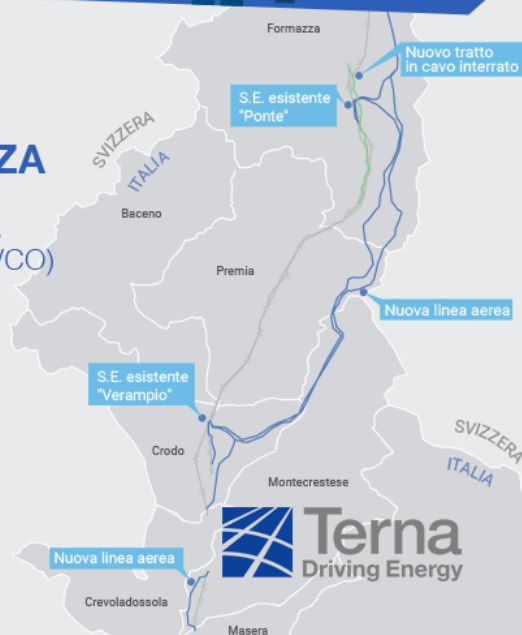 Formazza
Nuovo tratto
in cavo interrato
S.E. esistente
"Ponte"
SVIZZERA
ITALIA
ZA
Baceno
/CO)
Premia
Nuova linea aerea
S.E. esistente
"Verampio"
SVIZZERA
ITALIA
Crodo
Montecrestese
Terna
Driving Energy
Nuova linea aerea
Crevoladossola
Masera